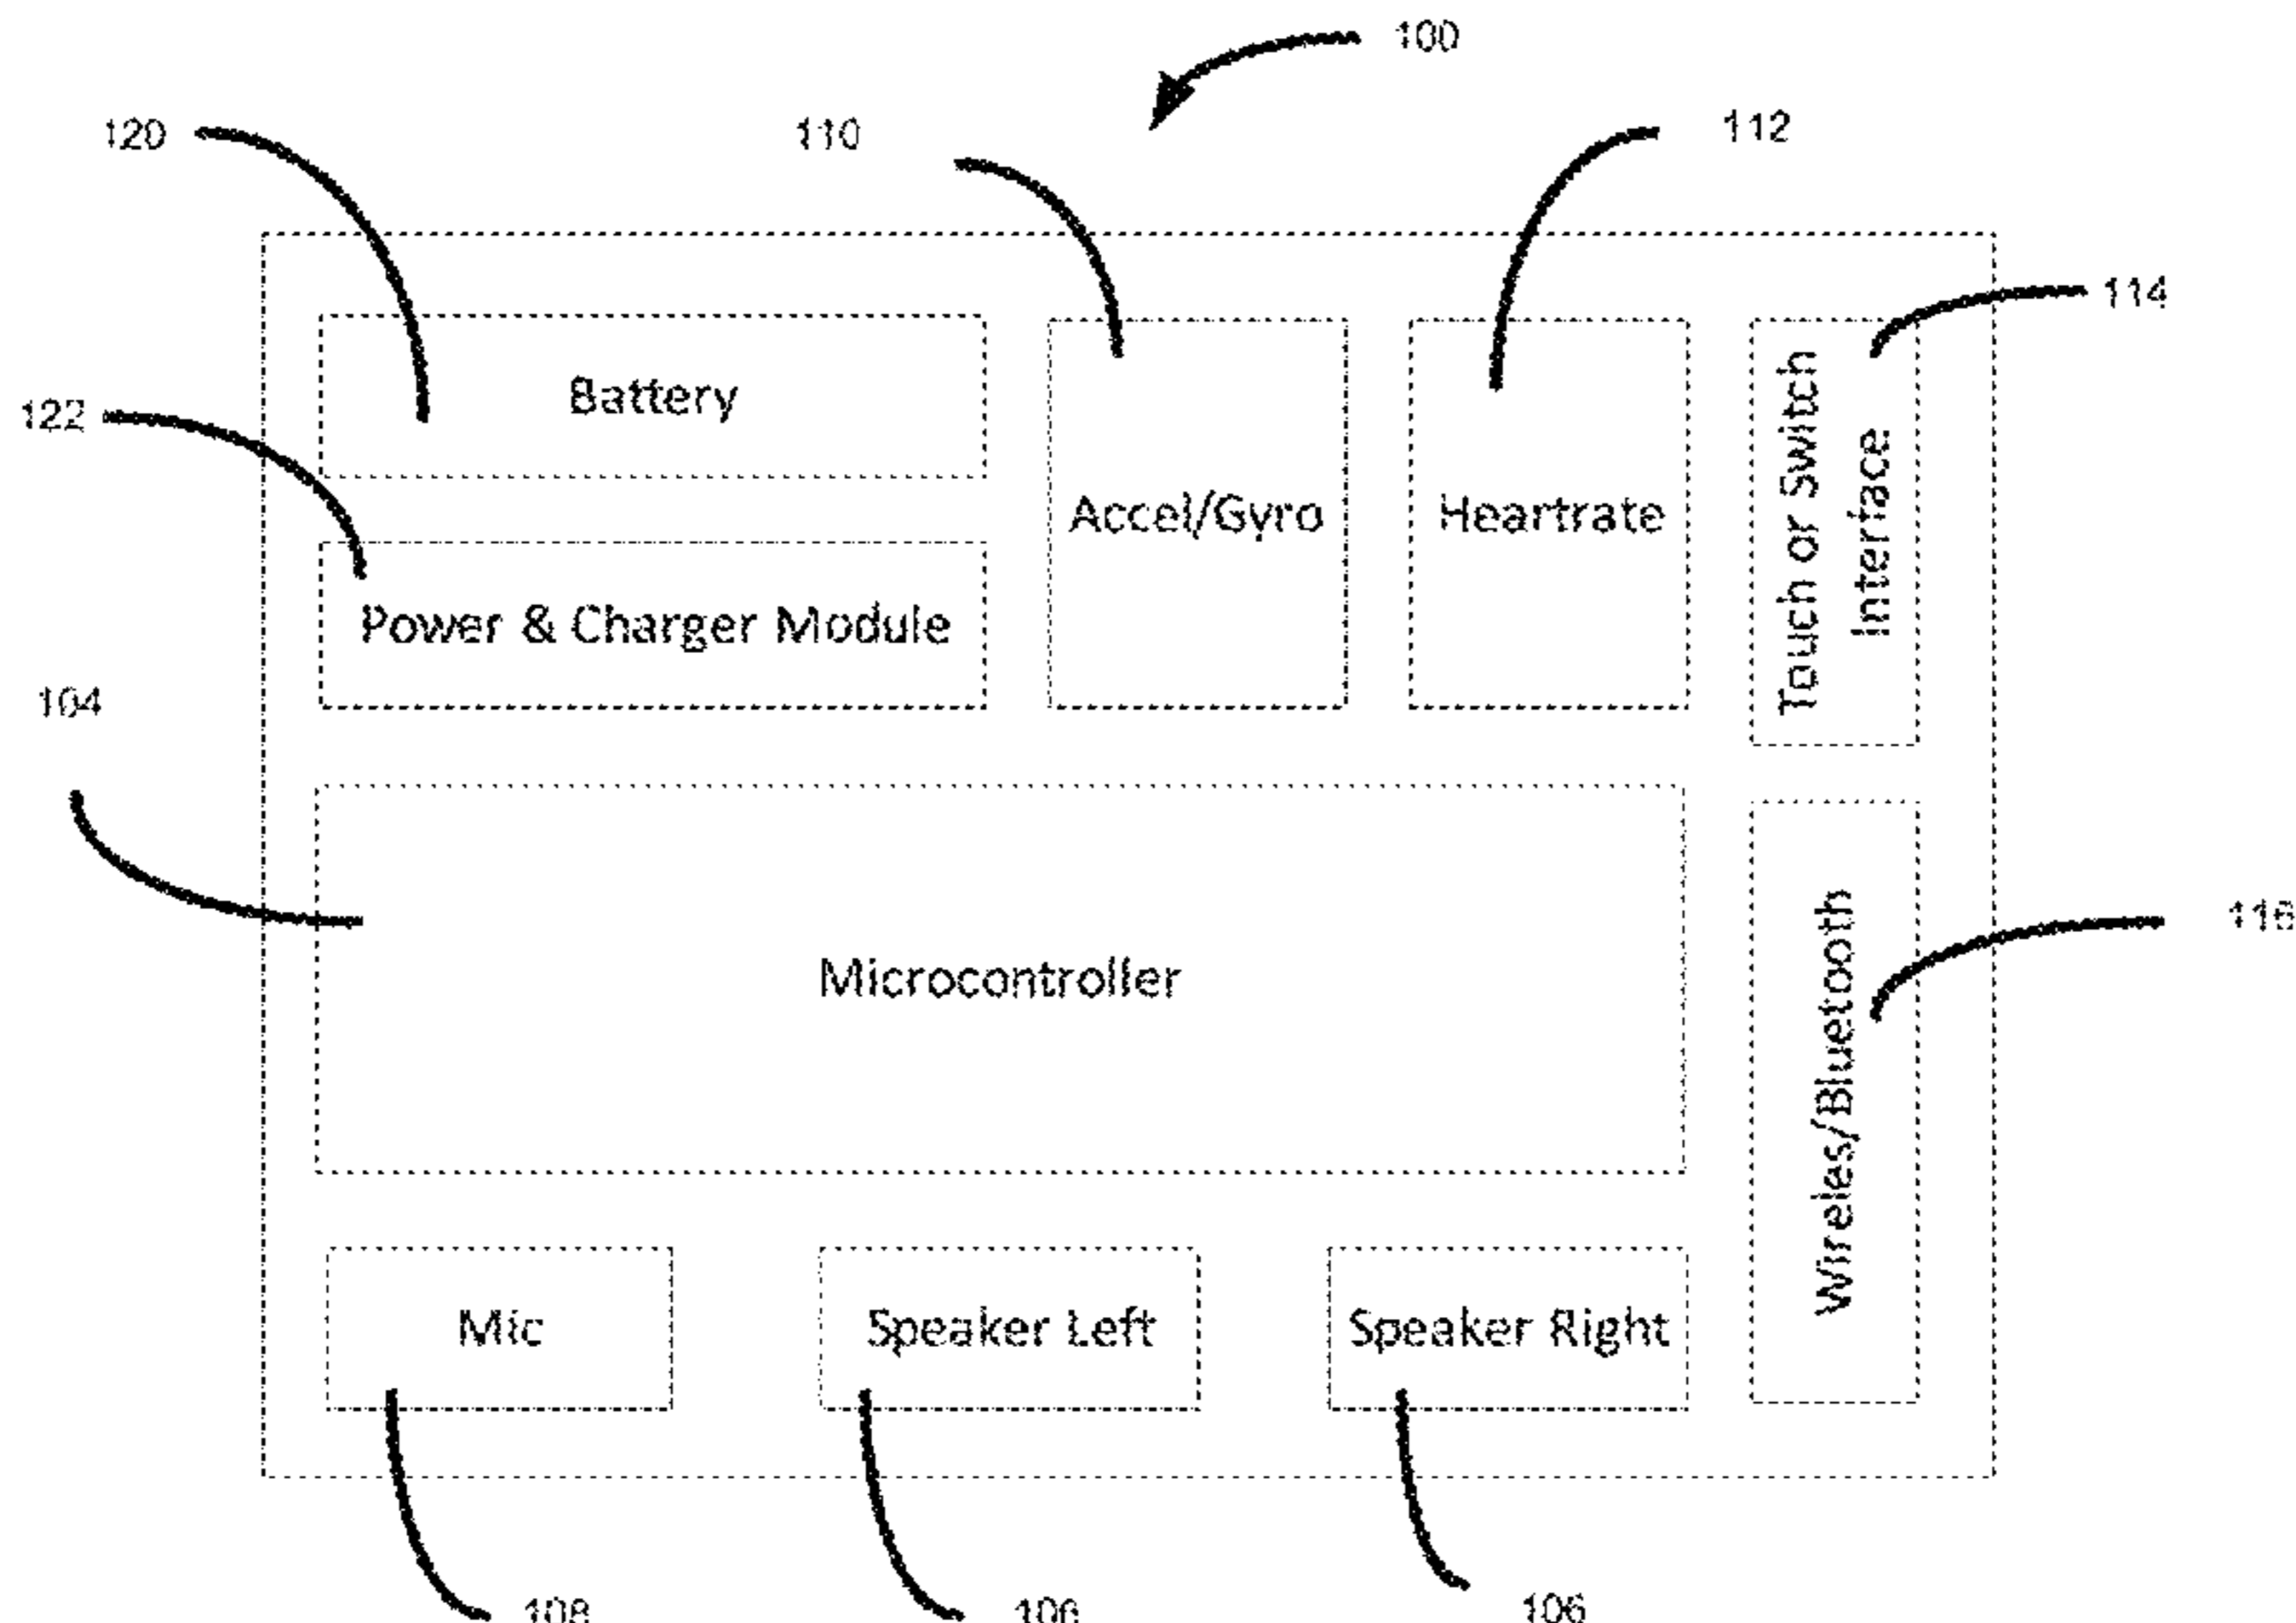 100
120
110
112
114
Battery
122
Accel/Gyro
Heartrate
Touch or Switch
Interface
Power & Charger Module
104
116
Microcontroller
Wireless/Bluetooth
Mic
Speaker Left
Speaker Right
108
106
106